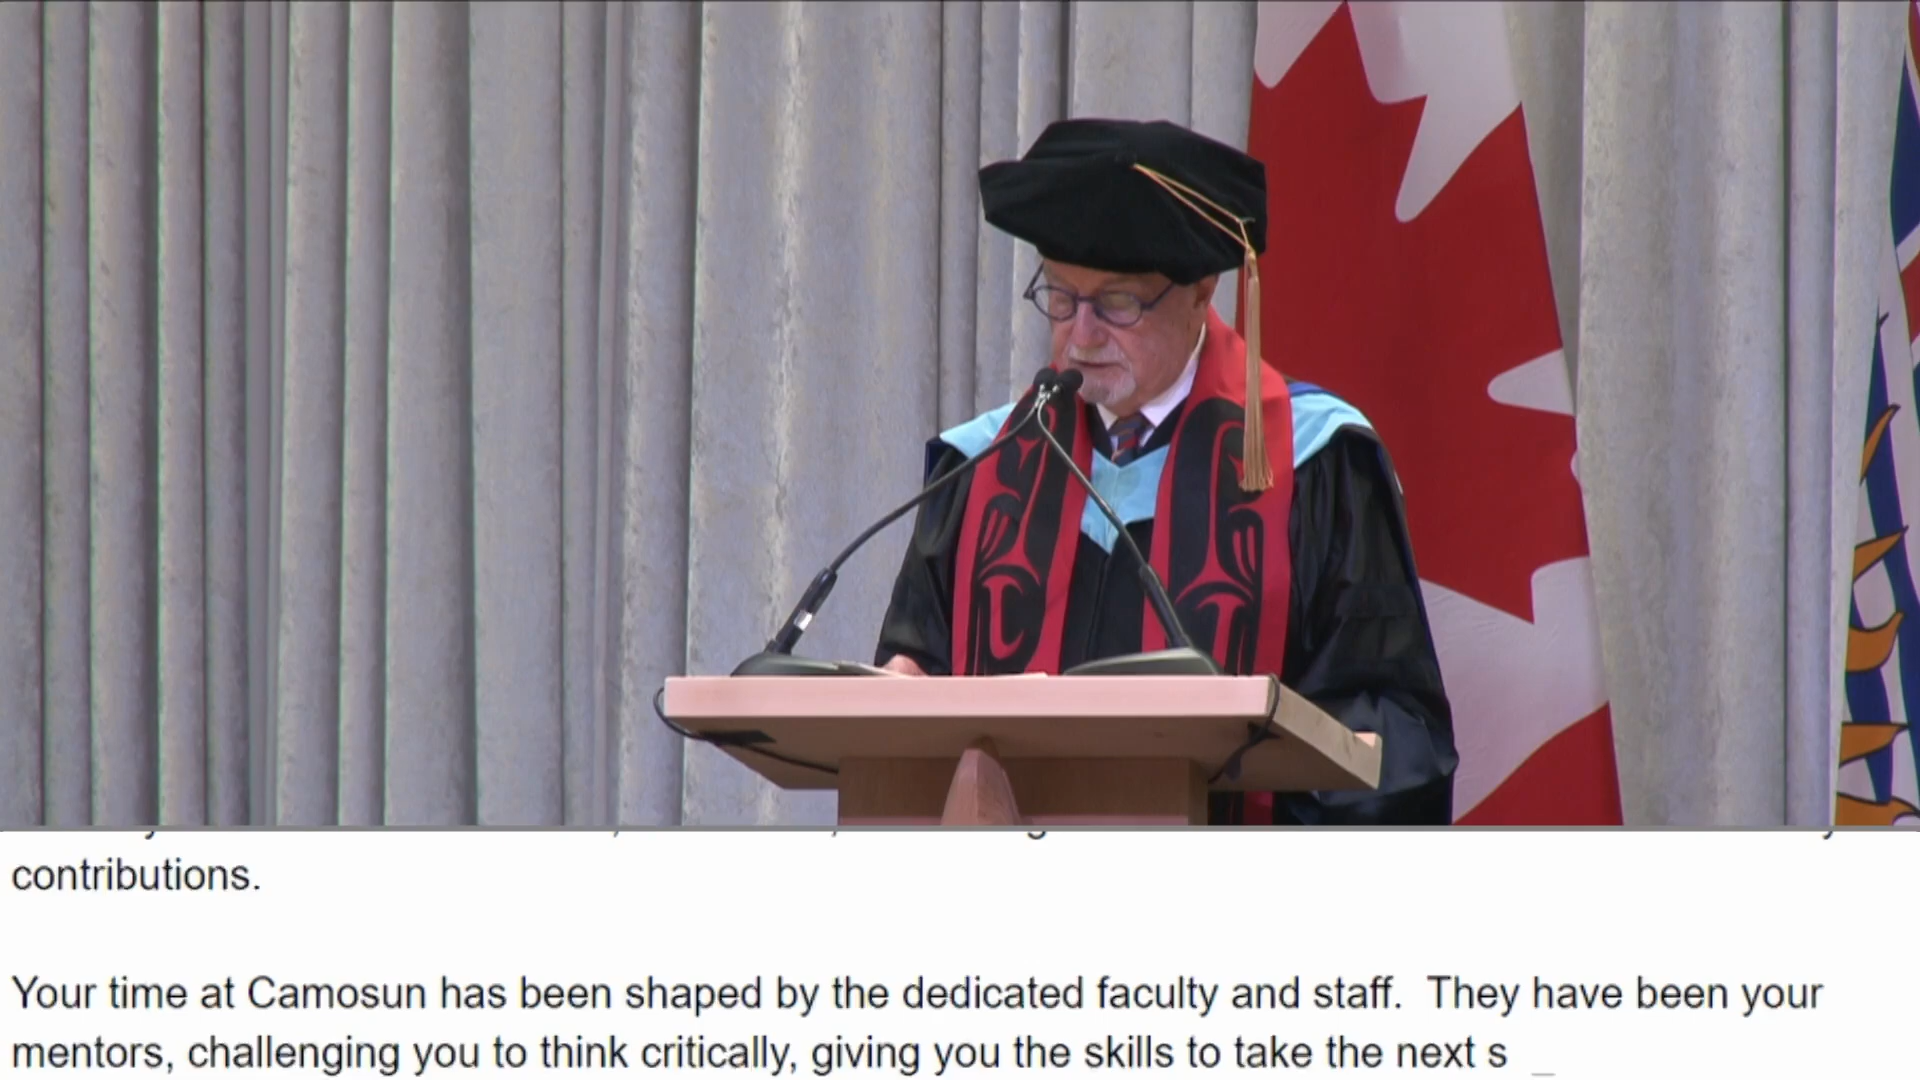 contributions.
Your time at Camosun has been shaped by the dedicated faculty and staff.  They have been your
mentors, challenging you to think critically, giving you the skills to take the next s _